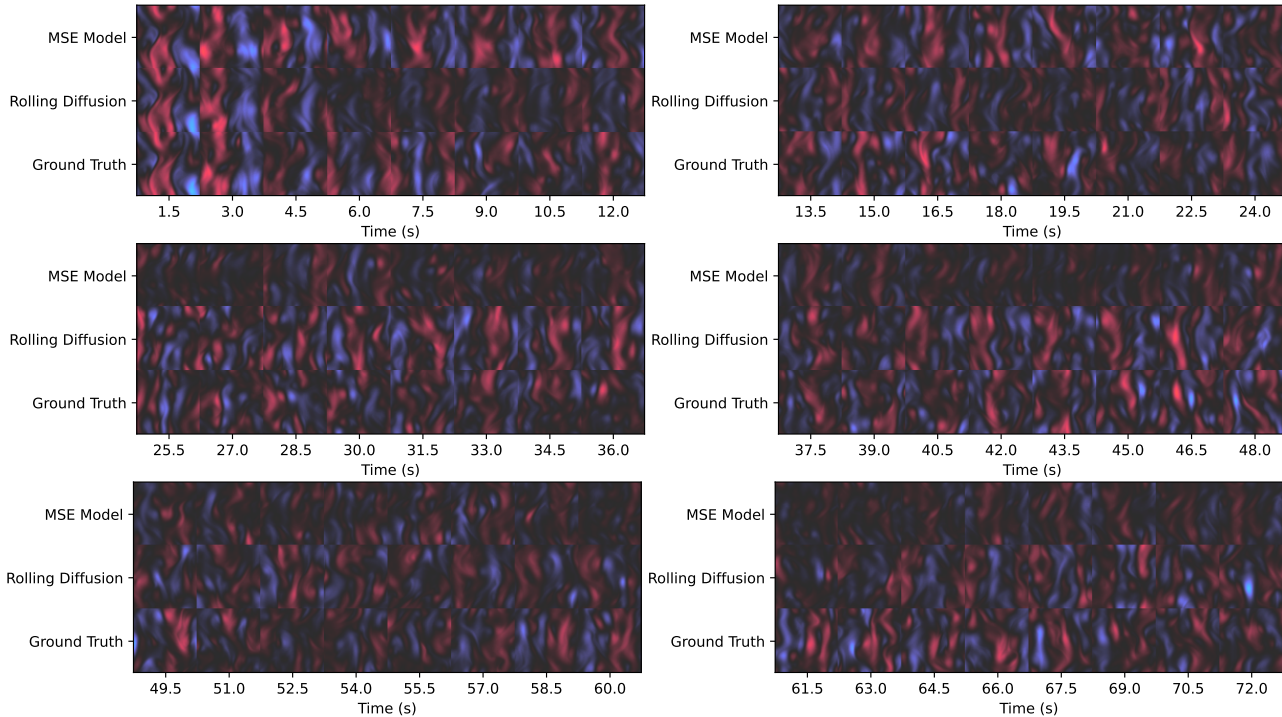 MSE Model
Rolling Diffusion
Ground Truth
1.5 3.0 4.5 6.0 7.5 9.0 10.5 12.0
Time (s)
MSE Model
Rolling Diffusion
Ground Truth
13.5 15.0 16.5 18.0 19.5 21.0 22.5 24.0
Time (s)
MSE Model
Rolling Diffusion
Ground Truth
25.5 27.0 28.5 30.0 31.5 33.0 34.5 36.0
Time (s)
MSE Model
Rolling Diffusion
Ground Truth
37.5 39.0 40.5 42.0 43.5 45.0 46.5 48.0
Time (s)
MSE Model
Rolling Diffusion
Ground Truth
49.5 51.0 52.5 54.0 55.5 57.0 58.5 60.0
Time (s)
MSE Model
Rolling Diffusion
Ground Truth
61.5 63.0 64.5 66.0 67.5 69.0 70.5 72.0
Time (s)